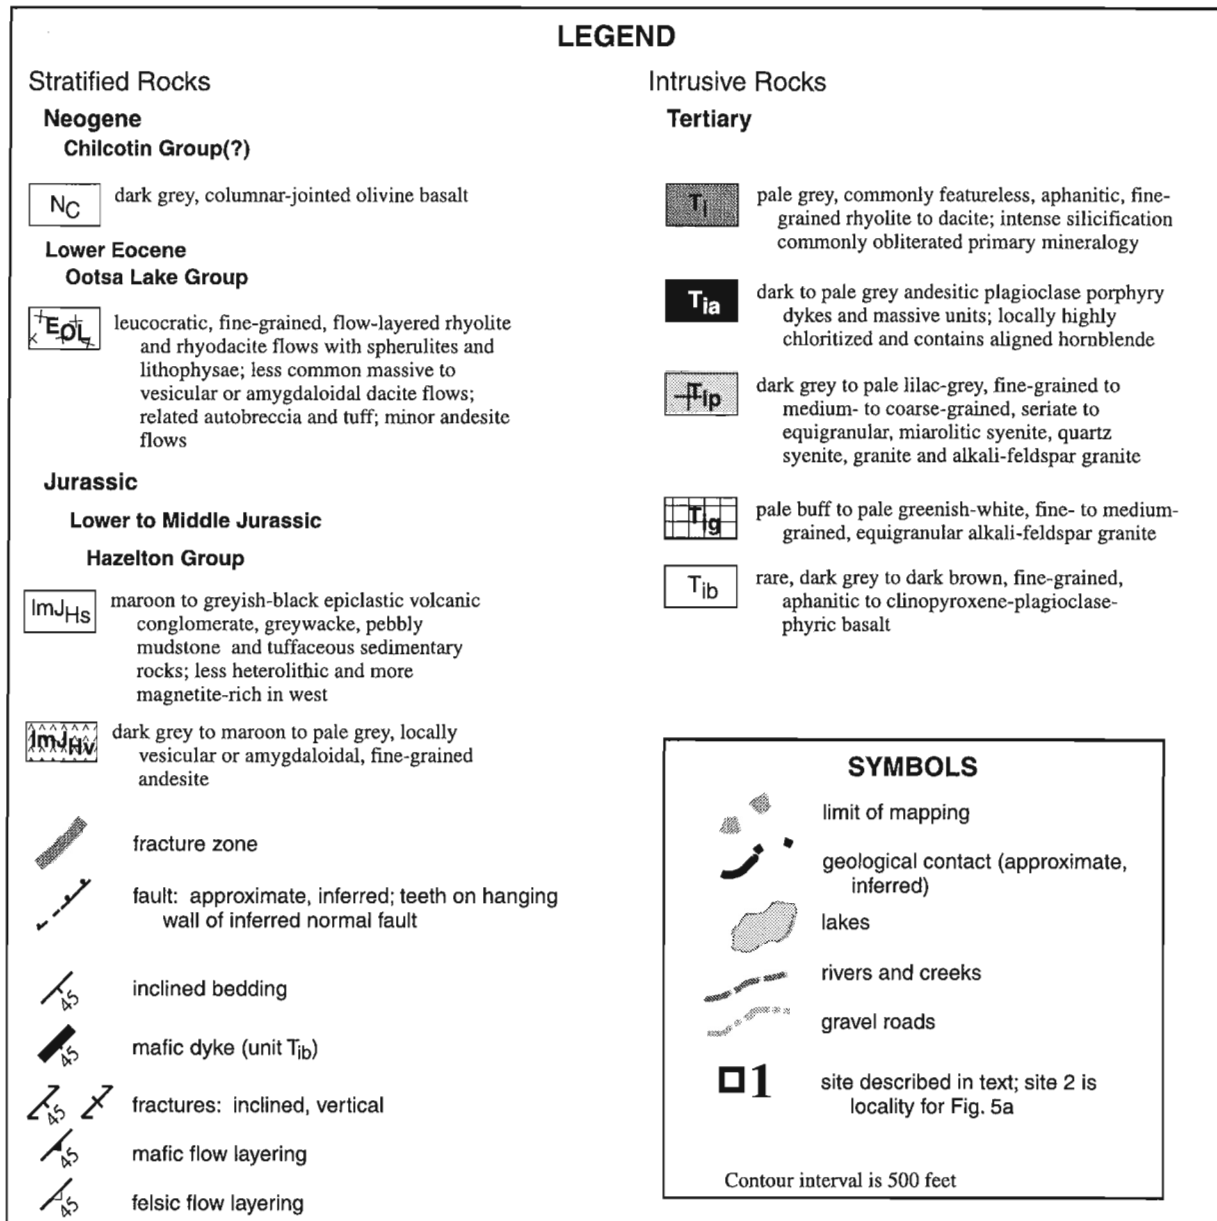 LEGEND
Stratified Rocks
Neogene
Chilcotin Group(?)
NC
dark grey, columnar-jointed olivine basalt
Lower Eocene
Ootsa Lake Group
EOL
leucocratic, fine-grained, flow-layered rhyolite
and rhyodacite flows with spherulites and
lithophysae; less common massive to
vesicular or amygdaloidal dacite flows;
related autobreccia and tuff; minor andesite
flows
Jurassic
Lower to Middle Jurassic
Hazelton Group
lmJHs
maroon to greyish-black epiclastic volcanic
conglomerate, greywacke, pebbly
mudstone and tuffaceous sedimentary
rocks; less heterolithic and more
magnetite-rich in west
lmJHv
dark grey to maroon to pale grey, locally
vesicular or amygdaloidal, fine-grained
andesite
fracture zone
fault: approximate, inferred; teeth on hanging
wall of inferred normal fault
45
inclined bedding
45
mafic dyke (unit Tib)
45
fractures: inclined, vertical
45
mafic flow layering
45
felsic flow layering
Intrusive Rocks
Tertiary
Ti
pale grey, commonly featureless, aphanitic, fine-
grained rhyolite to dacite; intense silicification
commonly obliterated primary mineralogy
Tia
dark to pale grey andesitic plagioclase porphyry
dykes and massive units; locally highly
chloritized and contains aligned hornblende
Tip
dark grey to pale lilac-grey, fine-grained to
medium- to coarse-grained, seriate to
equigranular, miarolitic syenite, quartz
syenite, granite and alkali-feldspar granite
Tig
pale buff to pale greenish-white, fine- to medium-
grained, equigranular alkali-feldspar granite
Tib
rare, dark grey to dark brown, fine-grained,
aphanitic to clinopyroxene-plagioclase-
phyric basalt
SYMBOLS
limit of mapping
geological contact (approximate,
inferred)
lakes
rivers and creeks
gravel roads
1
site described in text; site 2 is
locality for Fig. 5a
Contour interval is 500 feet